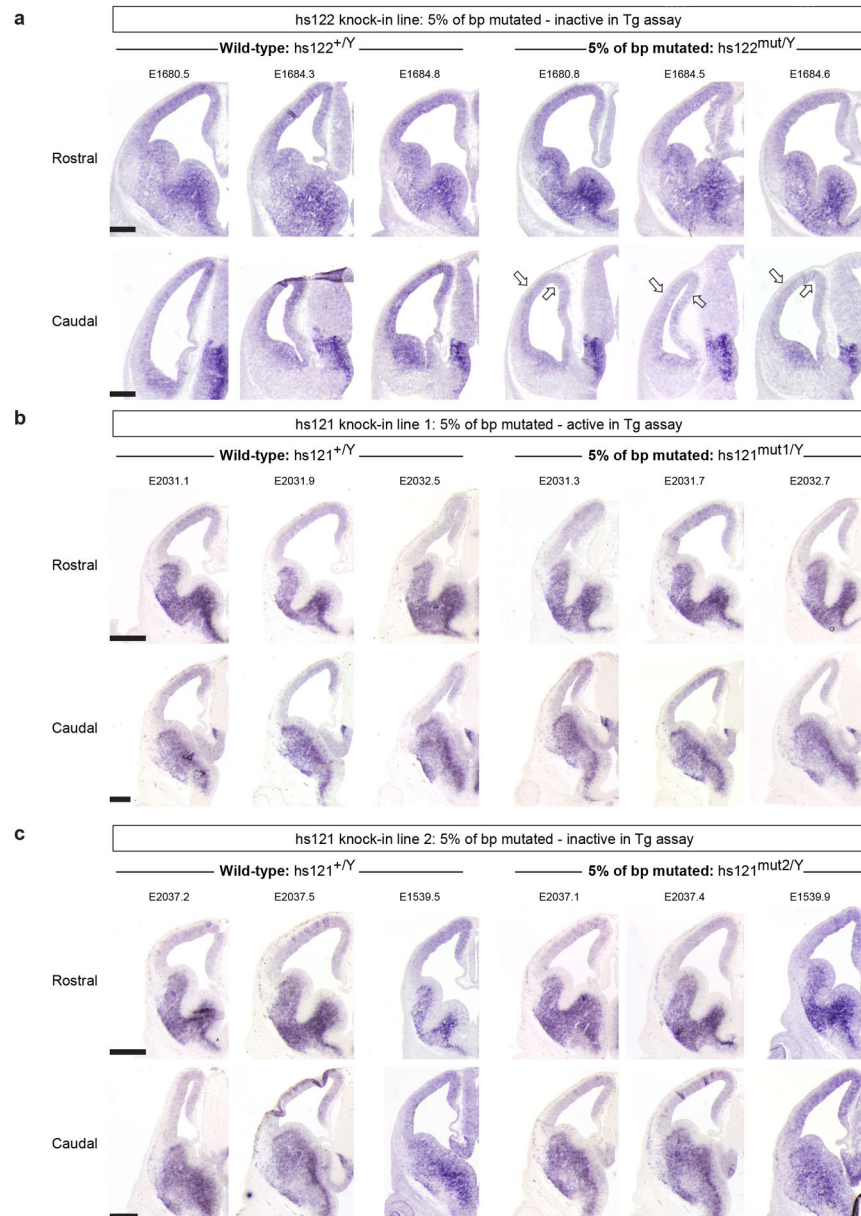 a
hs122 knock-in line: 5% of bp mutated - inactive in Tg assay
Wild-type: hs122+/Y 5% of bp mutated: hs122mut/Y
E1680.5 E1684.3 E1684.8 E1680.8 E1684.5 E1684.6
Rostral
Caudal
b
hs121 knock-in line 1: 5% of bp mutated - active in Tg assay
Wild-type: hs121+/Y 5% of bp mutated: hs121mut1/Y
E2031.1 E2031.9 E2032.5 E2031.3 E2031.7 E2032.7
Rostral
Caudal
c
hs121 knock-in line 2: 5% of bp mutated - inactive in Tg assay
Wild-type: hs121+/Y 5% of bp mutated: hs121mut2/Y
E2037.2 E2037.5 E1539.5 E2037.1 E2037.4 E1539.9
Rostral
Caudal